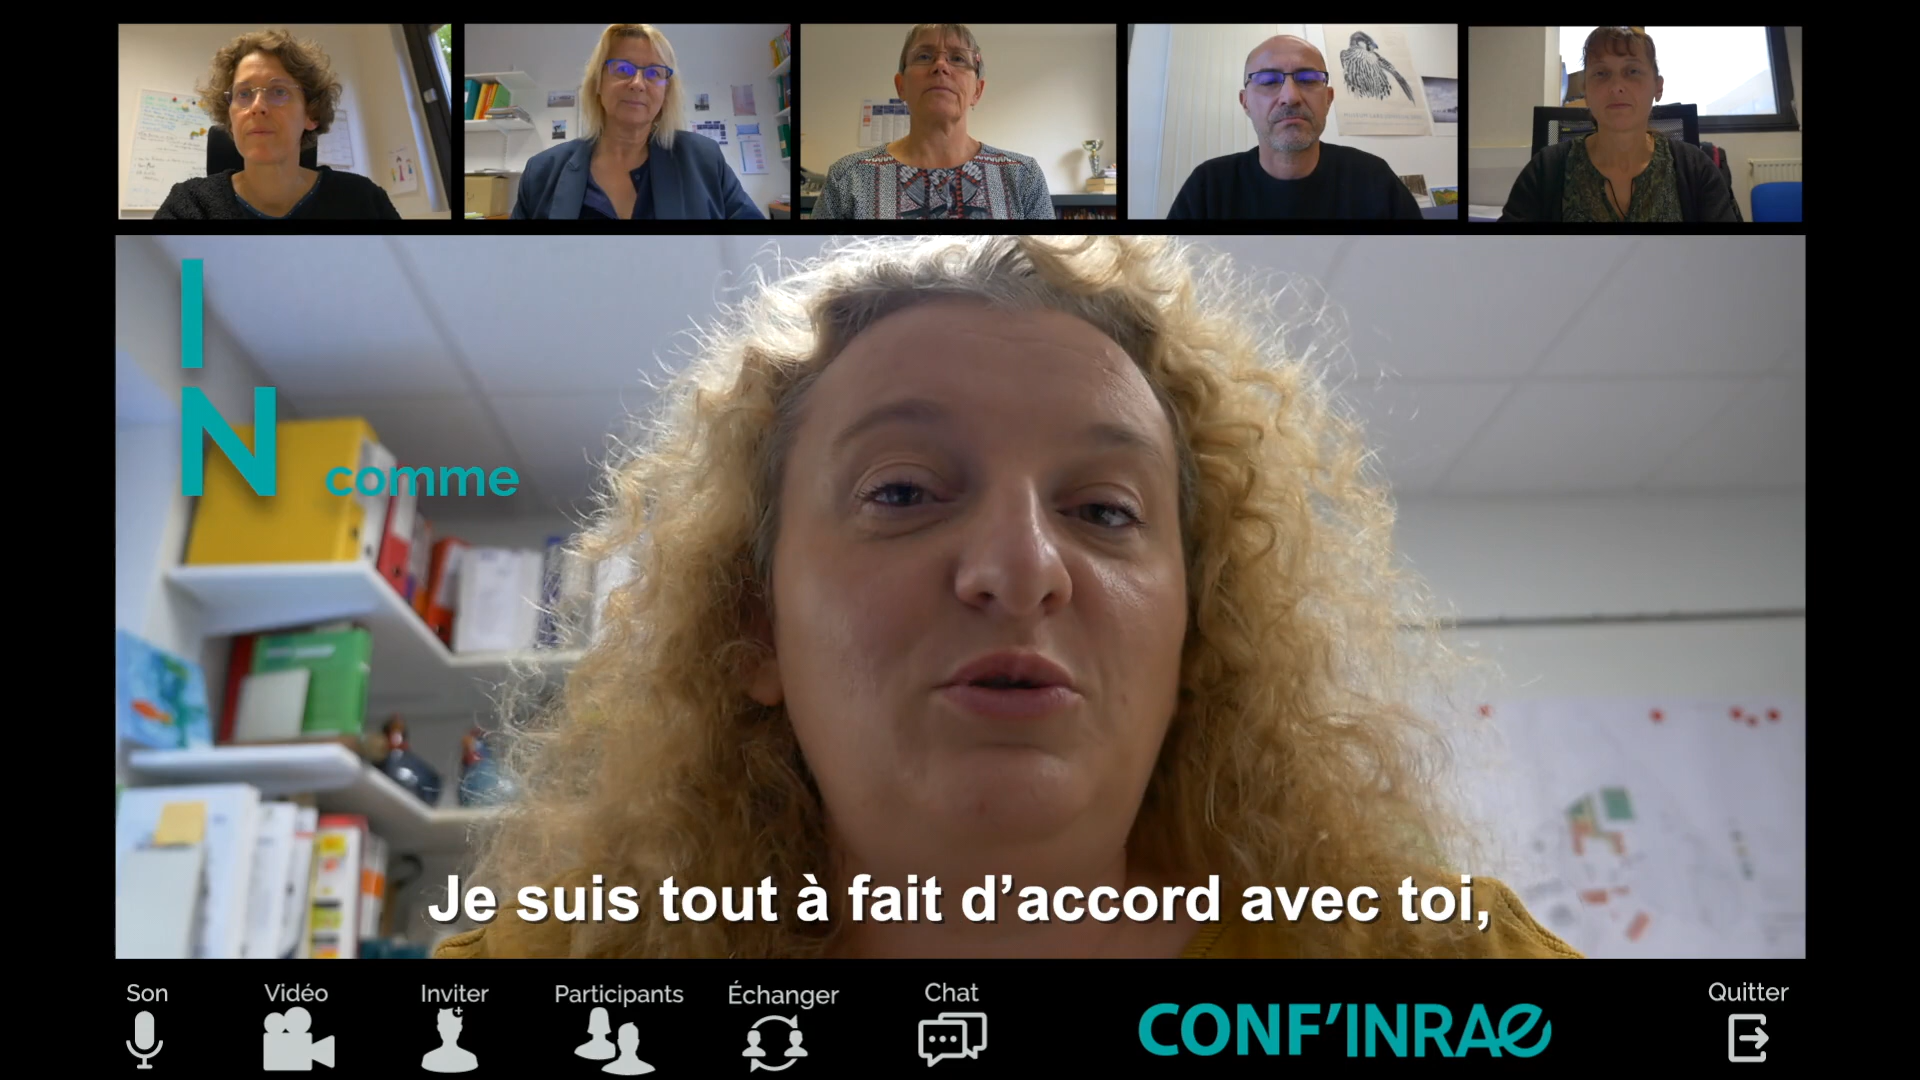 I
N comme
Je suis tout à fait d’accord avec toi,
Son Vidéo Inviter Participants Échanger Chat Quitter
CONF’INRAE